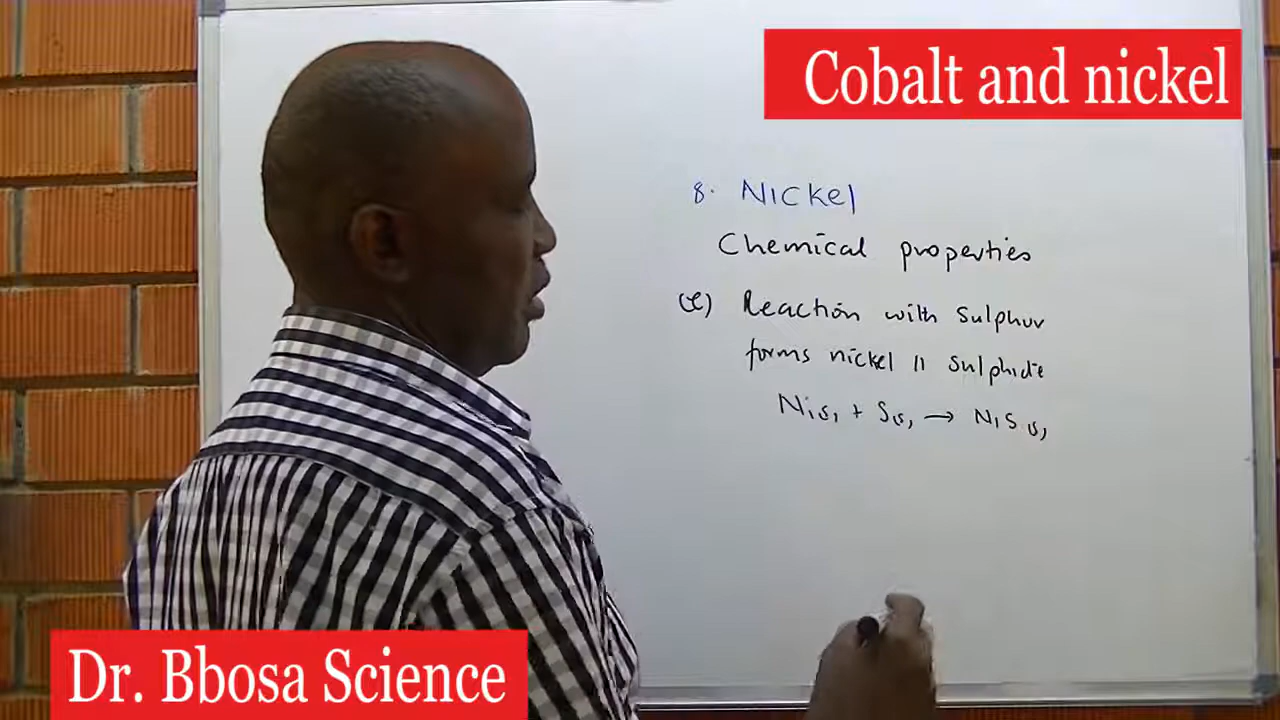 Cobalt and nickel
8. Nickel
Chemical properties
(e) Reaction with sulphur
forms nickel II sulphide
Ni(s) + S(s) → NiS(s)
Dr. Bbosa Science